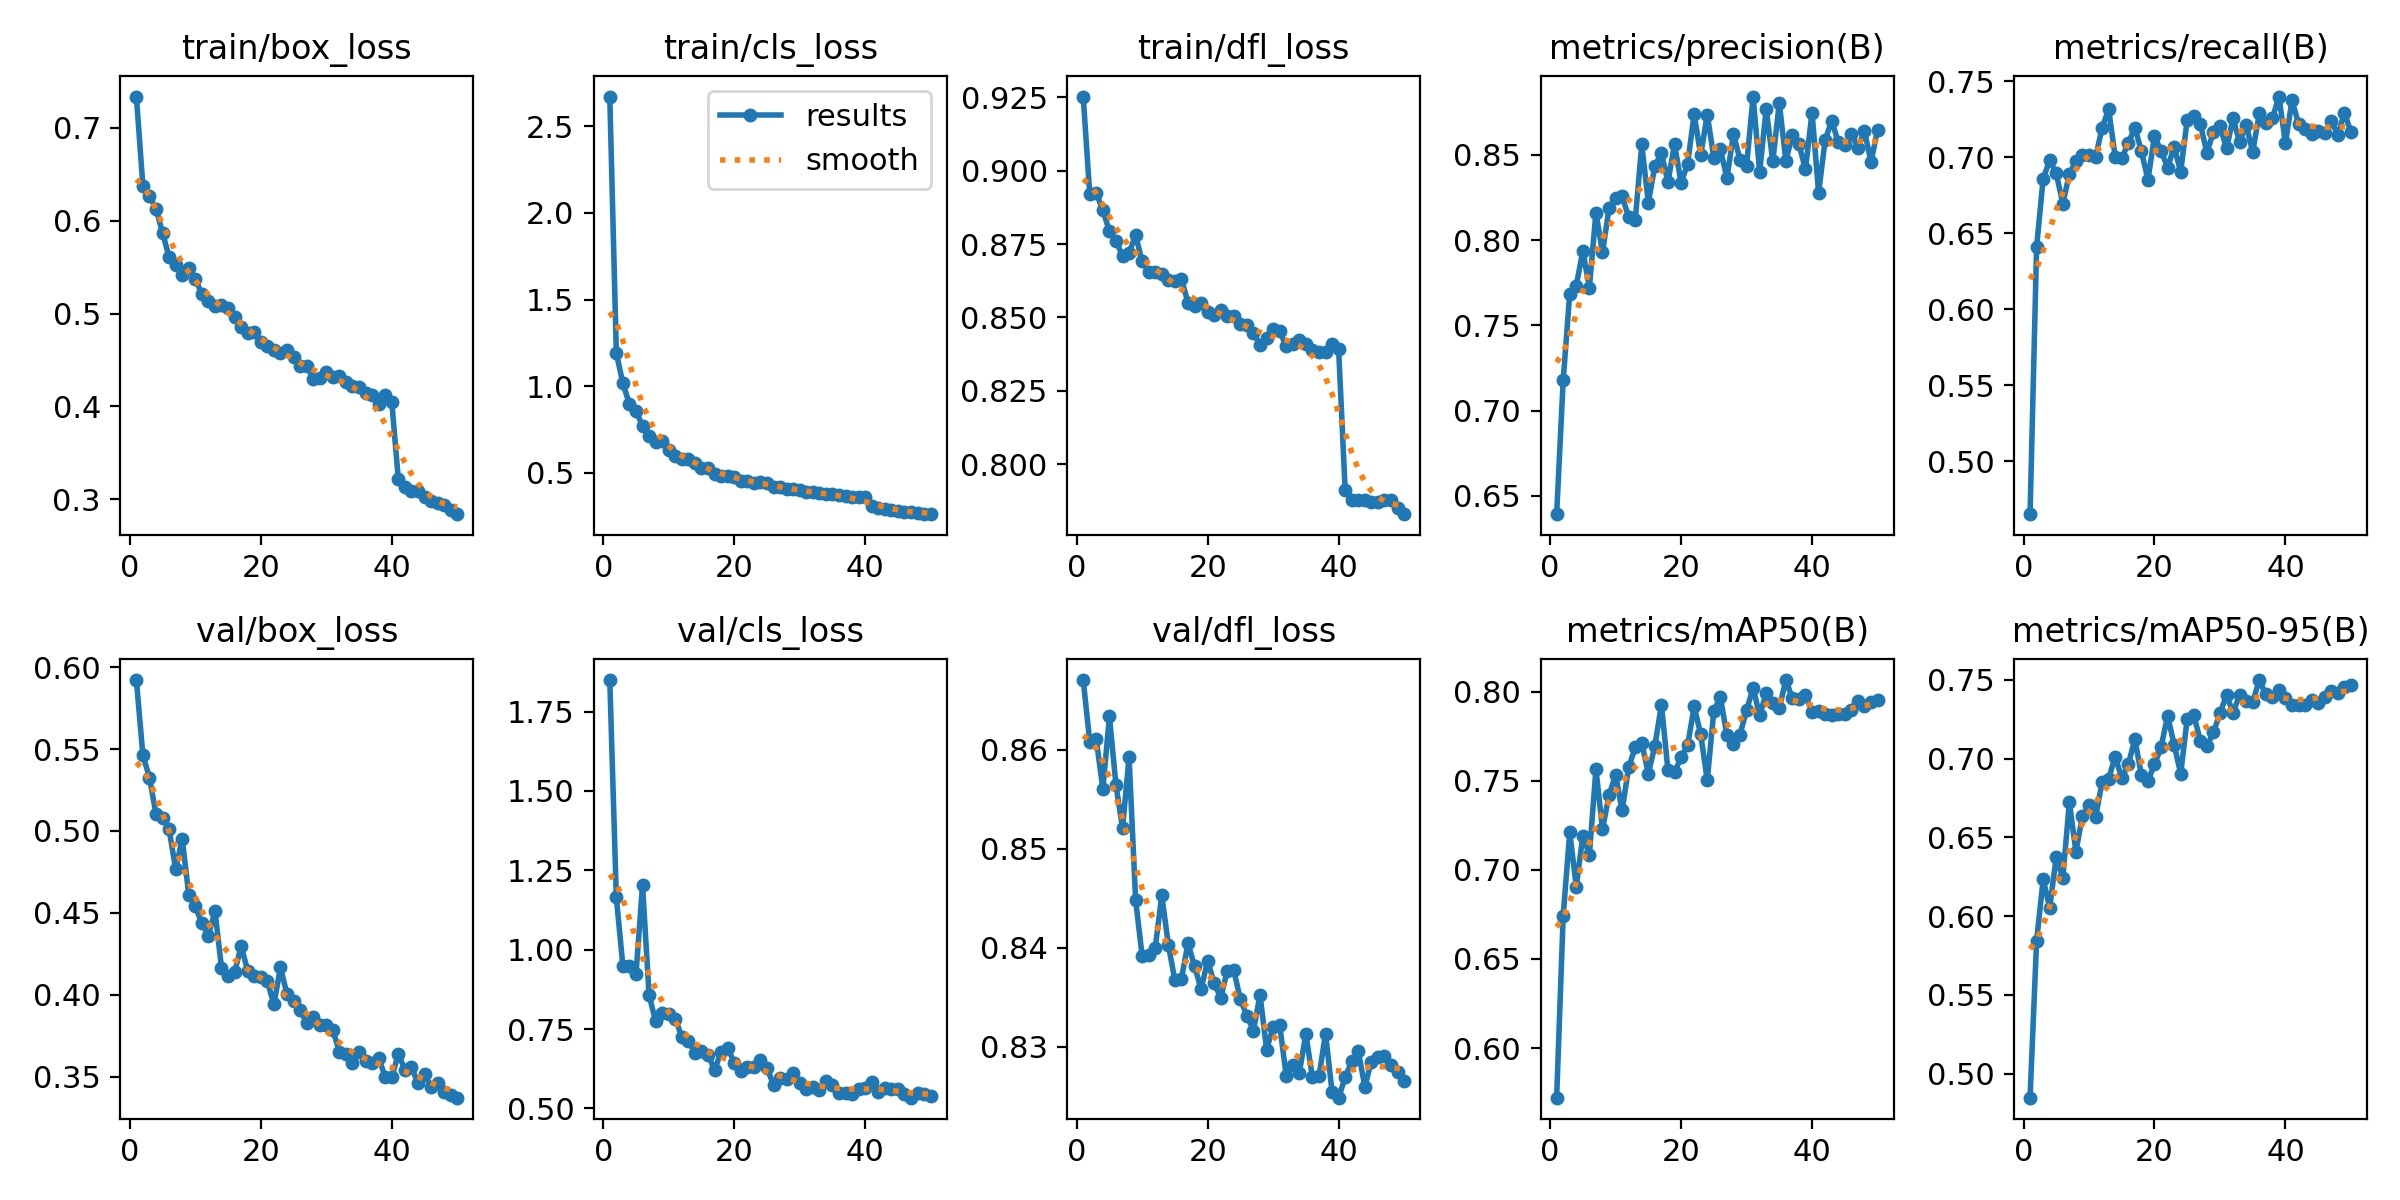 train/box_loss
0.7
0.6
0.5
0.4
0.3
0 20 40
train/cls_loss
results
smooth
2.5
2.0
1.5
1.0
0.5
0 20 40
train/dfl_loss
0.925
0.900
0.875
0.850
0.825
0.800
0 20 40
metrics/precision(B)
0.85
0.80
0.75
0.70
0.65
0 20 40
metrics/recall(B)
0.75
0.70
0.65
0.60
0.55
0.50
0 20 40
val/box_loss
0.60
0.55
0.50
0.45
0.40
0.35
0 20 40
val/cls_loss
1.75
1.50
1.25
1.00
0.75
0.50
0 20 40
val/dfl_loss
0.86
0.85
0.84
0.83
0 20 40
metrics/mAP50(B)
0.80
0.75
0.70
0.65
0.60
0 20 40
metrics/mAP50-95(B)
0.75
0.70
0.65
0.60
0.55
0.50
0 20 40